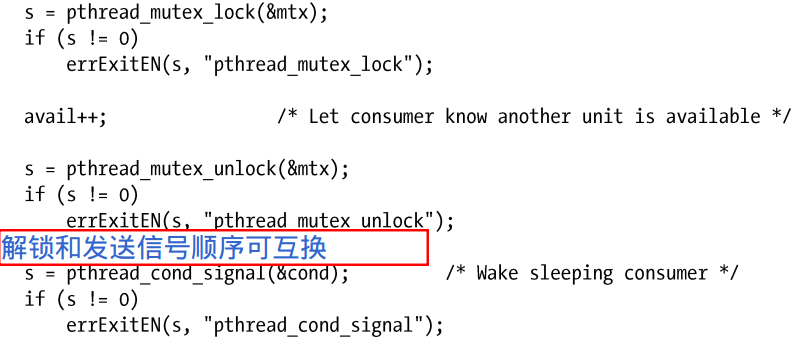 s = pthread_mutex_lock(&mtx);
if (s != 0)
errExitEN(s, "pthread_mutex_lock");
avail++; /* Let consumer know another unit is available */
s = pthread_mutex_unlock(&mtx);
if (s != 0)
errExitEN(s, "pthread_mutex_unlock");
解锁和发送信号顺序可互换
s = pthread_cond_signal(&cond); /* Wake sleeping consumer */
if (s != 0)
errExitEN(s, "pthread_cond_signal");